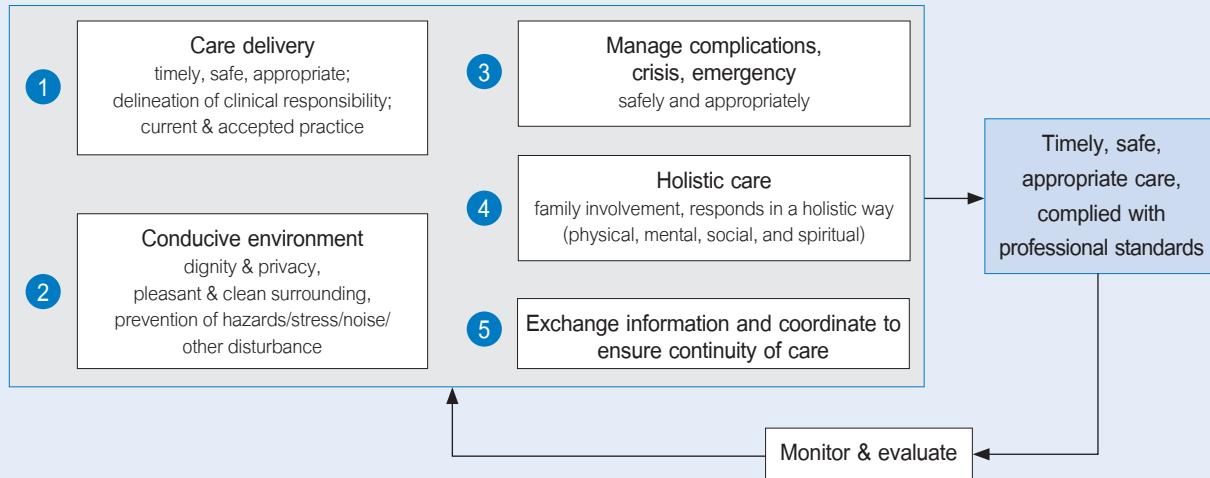 1
Care delivery
timely, safe, appropriate;
delineation of clinical responsibility;
current & accepted practice
2
Conducive environment
dignity & privacy,
pleasant & clean surrounding,
prevention of hazards/stress/noise/
other disturbance
3
Manage complications,
crisis, emergency
safely and appropriately
4
Holistic care
family involvement, responds in a holistic way
(physical, mental, social, and spiritual)
5
Exchange information and coordinate to
ensure continuity of care
Timely, safe,
appropriate care,
complied with
professional standards
Monitor & evaluate